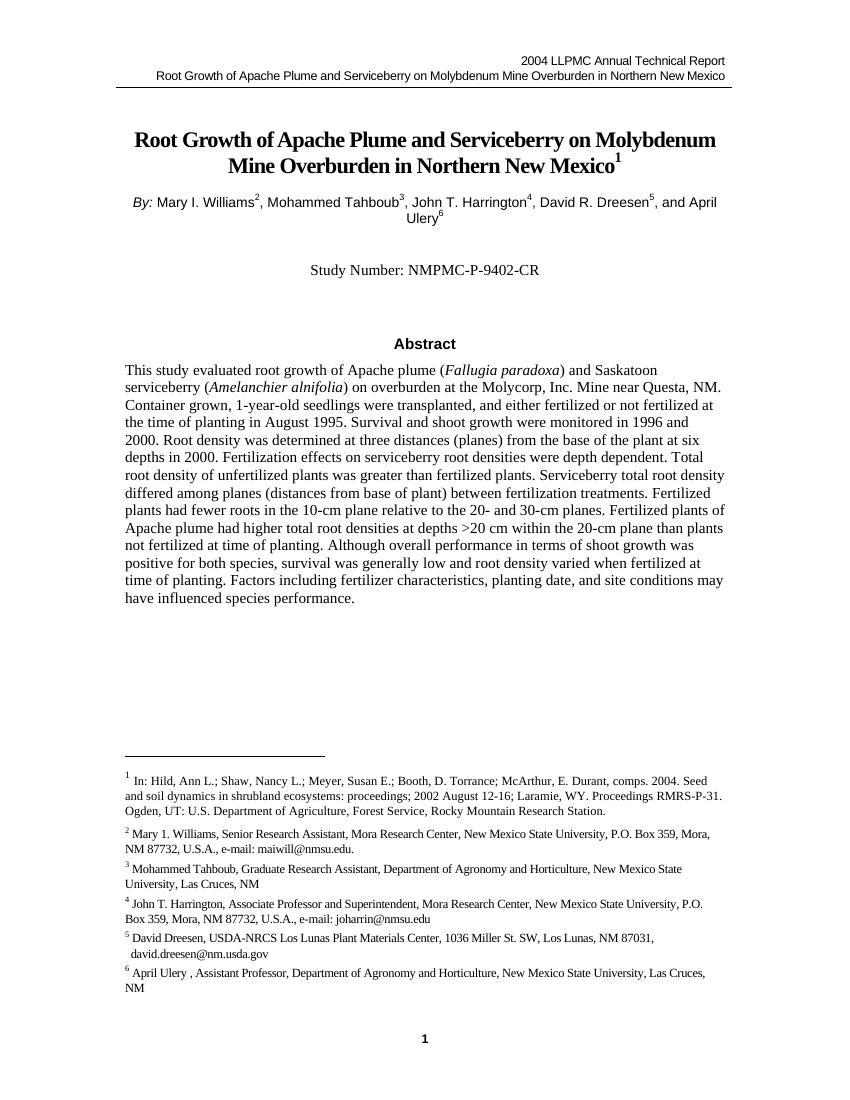 2004 LLPMC Annual Technical Report
Root Growth of Apache Plume and Serviceberry on Molybdenum Mine Overburden in Northern New Mexico
Root Growth of Apache Plume and Serviceberry on Molybdenum
Mine Overburden in Northern New Mexico1
By: Mary I. Williams2, Mohammed Tahboub3, John T. Harrington4, David R. Dreesen5, and April
Ulery6
Study Number: NMPMC-P-9402-CR
Abstract
This study evaluated root growth of Apache plume (Fallugia paradoxa) and Saskatoon
serviceberry (Amelanchier alnifolia) on overburden at the Molycorp, Inc. Mine near Questa, NM.
Container grown, 1-year-old seedlings were transplanted, and either fertilized or not fertilized at
the time of planting in August 1995. Survival and shoot growth were monitored in 1996 and
2000. Root density was determined at three distances (planes) from the base of the plant at six
depths in 2000. Fertilization effects on serviceberry root densities were depth dependent. Total
root density of unfertilized plants was greater than fertilized plants. Serviceberry total root density
differed among planes (distances from base of plant) between fertilization treatments. Fertilized
plants had fewer roots in the 10-cm plane relative to the 20- and 30-cm planes. Fertilized plants of
Apache plume had higher total root densities at depths >20 cm within the 20-cm plane than plants
not fertilized at time of planting. Although overall performance in terms of shoot growth was
positive for both species, survival was generally low and root density varied when fertilized at
time of planting. Factors including fertilizer characteristics, planting date, and site conditions may
have influenced species performance.
1 In: Hild, Ann L.; Shaw, Nancy L.; Meyer, Susan E.; Booth, D. Torrance; McArthur, E. Durant, comps. 2004. Seed
and soil dynamics in shrubland ecosystems: proceedings; 2002 August 12-16; Laramie, WY. Proceedings RMRS-P-31.
Ogden, UT: U.S. Department of Agriculture, Forest Service, Rocky Mountain Research Station.
2 Mary 1. Williams, Senior Research Assistant, Mora Research Center, New Mexico State University, P.O. Box 359, Mora,
NM 87732, U.S.A., e-mail: maiwill@nmsu.edu.
3 Mohammed Tahboub, Graduate Research Assistant, Department of Agronomy and Horticulture, New Mexico State
University, Las Cruces, NM
4 John T. Harrington, Associate Professor and Superintendent, Mora Research Center, New Mexico State University, P.O.
Box 359, Mora, NM 87732, U.S.A., e-mail: joharrin@nmsu.edu
5 David Dreesen, USDA-NRCS Los Lunas Plant Materials Center, 1036 Miller St. SW, Los Lunas, NM 87031,
david.dreesen@nm.usda.gov
6 April Ulery , Assistant Professor, Department of Agronomy and Horticulture, New Mexico State University, Las Cruces,
NM
1